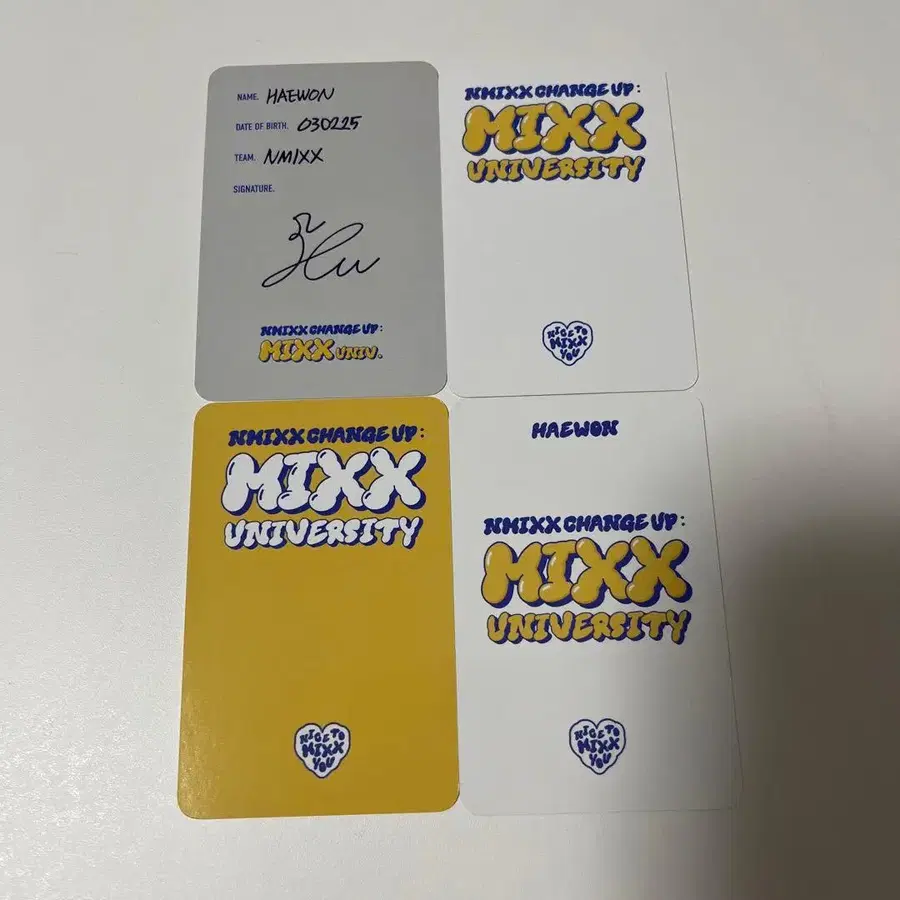 NAME. HAEWON
DATE OF BIRTH. 030225
TEAM. NMIXX
SIGNATURE.
NMIXX CHANGE UP:
MIXX UNIV.
NMIXX CHANGE UP:
MIXX
UNIVERSITY
NICE TO
MIXX
YOU
NMIXX CHANGE UP:
MIXX
UNIVERSITY
NICE TO
MIXX
YOU
HAEWON
NMIXX CHANGE UP:
MIXX
UNIVERSITY
NICE TO
MIXX
YOU